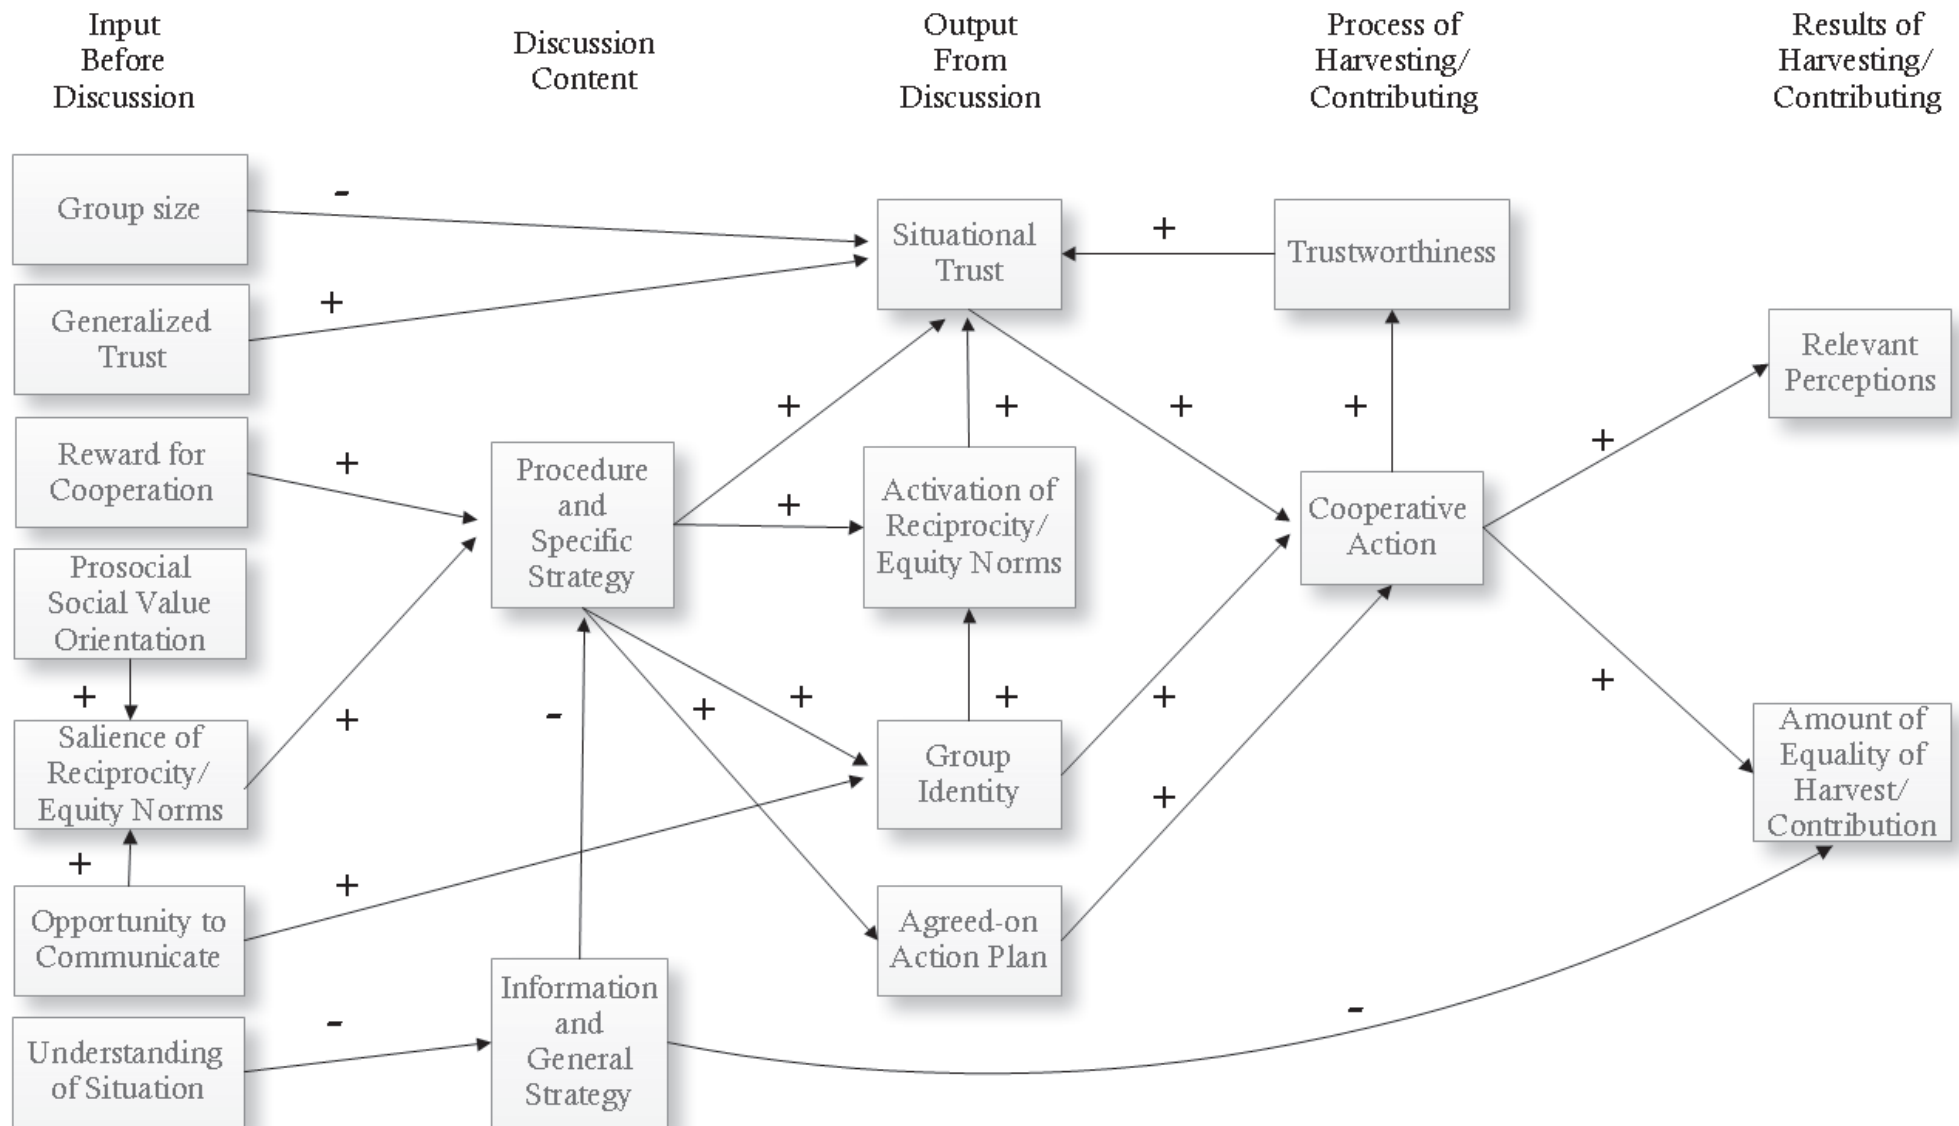 Input
Before
Discussion
Discussion
Content
Output
From
Discussion
Process of
Harvesting/
Contributing
Results of
Harvesting/
Contributing
Group size
-
Generalized
Trust
+
Reward for
Cooperation
+
Prosocial
Social Value
Orientation
+
Salience of
Reciprocity/
Equity Norms
+
+
Opportunity to
Communicate
+
Understanding
of Situation
-
Procedure
and
Specific
Strategy
+
+
+
+
-
Information
and
General
Strategy
Situational
Trust
+
+
Activation of
Reciprocity/
Equity Norms
+
Group
Identity
+
Agreed-on
Action Plan
+
Trustworthiness
+
+
Cooperative
Action
+
+
-
Relevant
Perceptions
Amount of
Equality of
Harvest/
Contribution